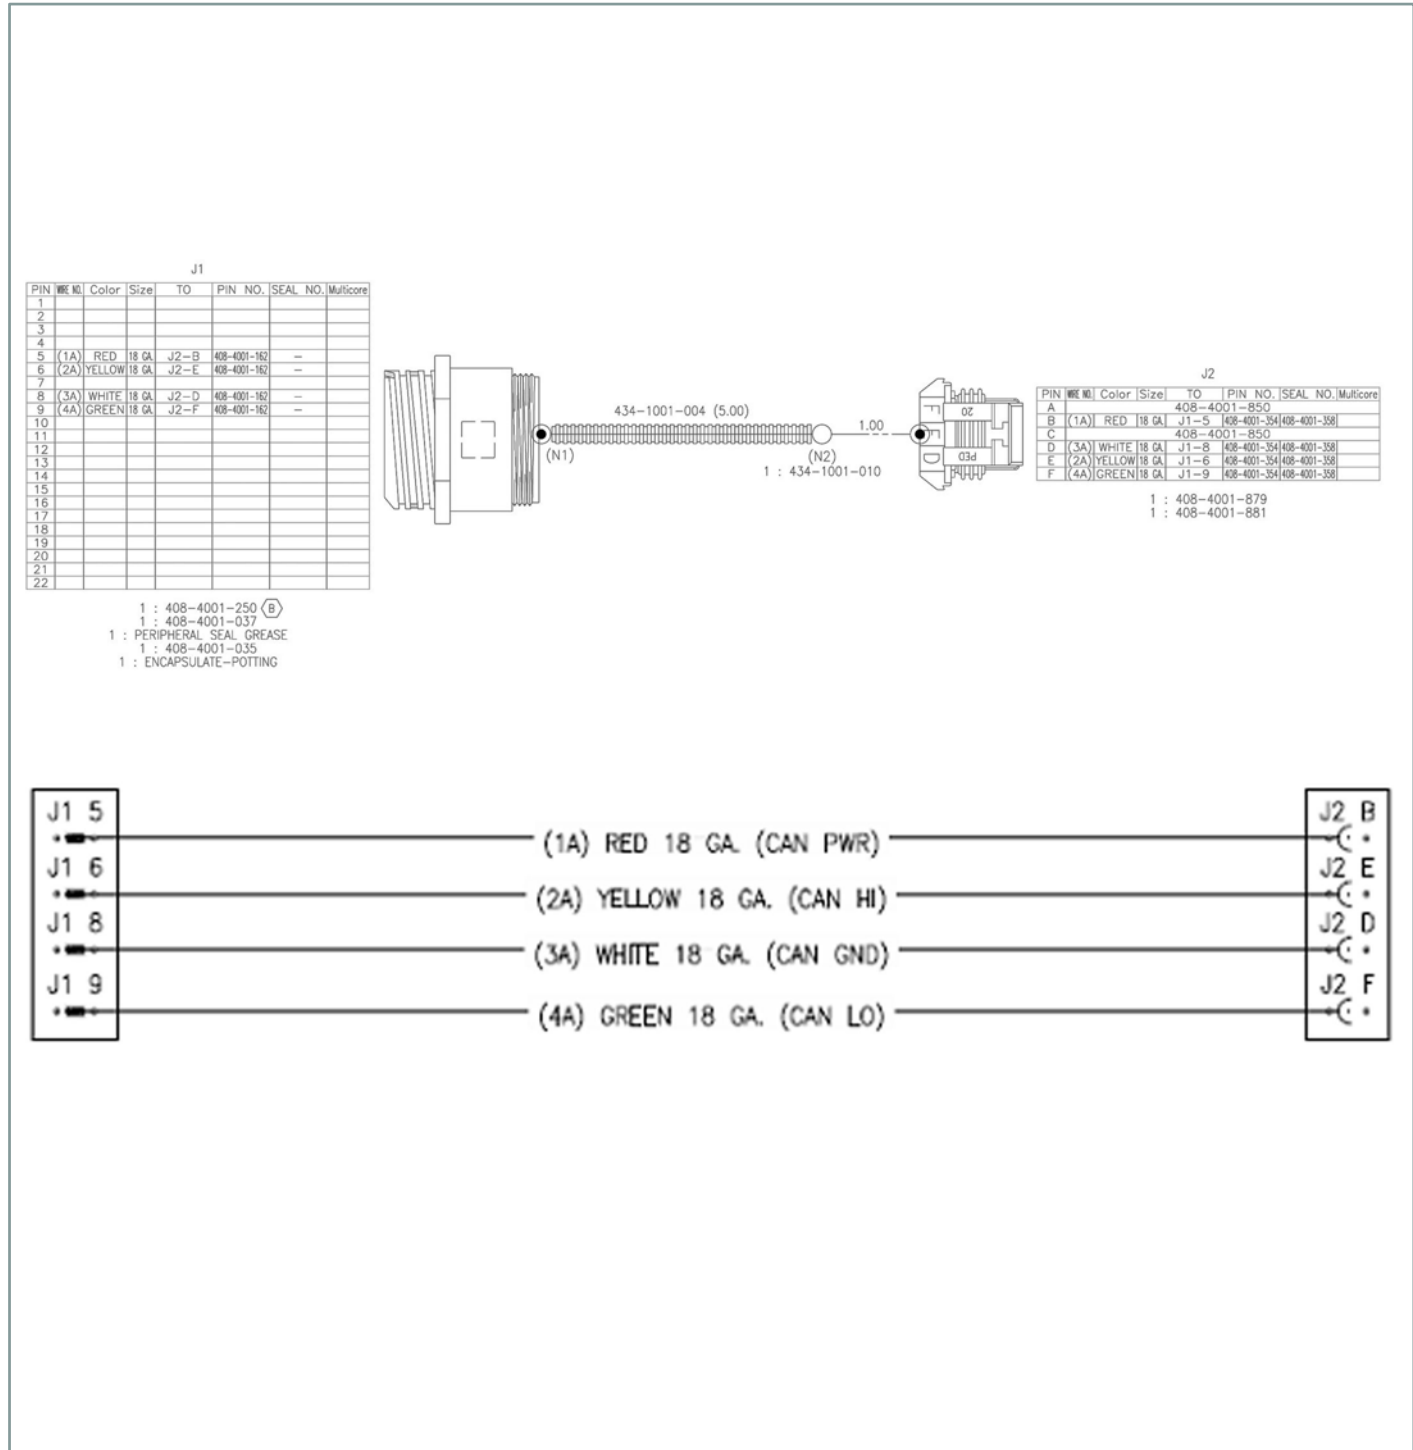 J1
PIN WIRE NO. Color Size TO PIN NO. SEAL NO. Multicore
1
2
3
4
5 (1A) RED 18 GA. J2-B 408-4001-162 -
6 (2A) YELLOW 18 GA. J2-E 408-4001-162 -
7
8 (3A) WHITE 18 GA. J2-D 408-4001-162 -
9 (4A) GREEN 18 GA. J2-F 408-4001-162 -
10
11
12
13
14
15
16
17
18
19
20
21
22
1 : 408-4001-250 B
1 : 408-4001-037
1 : PERIPHERAL SEAL GREASE
1 : 408-4001-035
1 : ENCAPSULATE-POTTING
434-1001-004 (5.00)
(N1)
(N2)
1.00
1 : 434-1001-010
F
E
D
20
PED
J2
PIN WIRE NO. Color Size TO PIN NO. SEAL NO. Multicore
A 408-4001-850
B (1A) RED 18 GA. J1-5 408-4001-354 408-4001-358
C 408-4001-850
D (3A) WHITE 18 GA. J1-8 408-4001-354 408-4001-358
E (2A) YELLOW 18 GA. J1-6 408-4001-354 408-4001-358
F (4A) GREEN 18 GA. J1-9 408-4001-354 408-4001-358
1 : 408-4001-879
1 : 408-4001-881
J1 5
(1A) RED 18 GA. (CAN PWR)
J2 B
J1 6
(2A) YELLOW 18 GA. (CAN HI)
J2 E
J1 8
(3A) WHITE 18 GA. (CAN GND)
J2 D
J1 9
(4A) GREEN 18 GA. (CAN LO)
J2 F